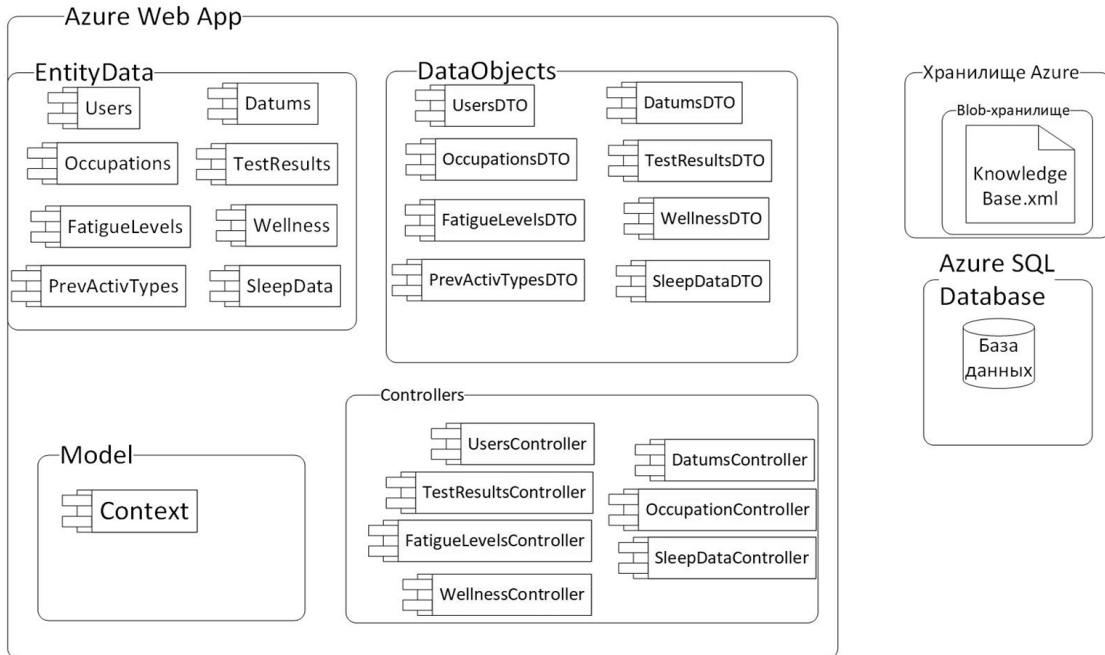 Azure Web App
EntityData
Users
Datums
Occupations
TestResults
FatigueLevels
Wellness
PrevActivTypes
SleepData
DataObjects
UsersDTO
DatumsDTO
OccupationsDTO
TestResultsDTO
FatigueLevelsDTO
WellnessDTO
PrevActivTypesDTO
SleepDataDTO
Model
Context
Controllers
UsersController
DatumsController
TestResultsController
OccupationController
FatigueLevelsController
SleepDataController
WellnessController
Хранилище Azure
Blob-хранилище
Knowledge
Base.xml
Azure SQL
Database
База
данных